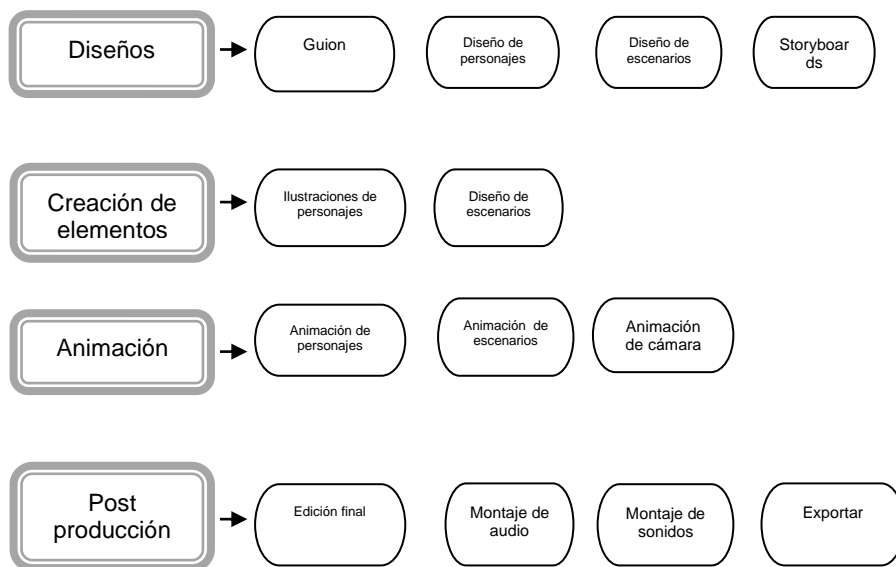 Diseños
Guion
Diseño de
personajes
Diseño de
escenarios
Storyboar
ds
Creación de
elementos
Ilustraciones de
personajes
Diseño de
escenarios
Animación
Animación de
personajes
Animación de
escenarios
Animación
de cámara
Post
producción
Edición final
Montaje de
audio
Montaje de
sonidos
Exportar